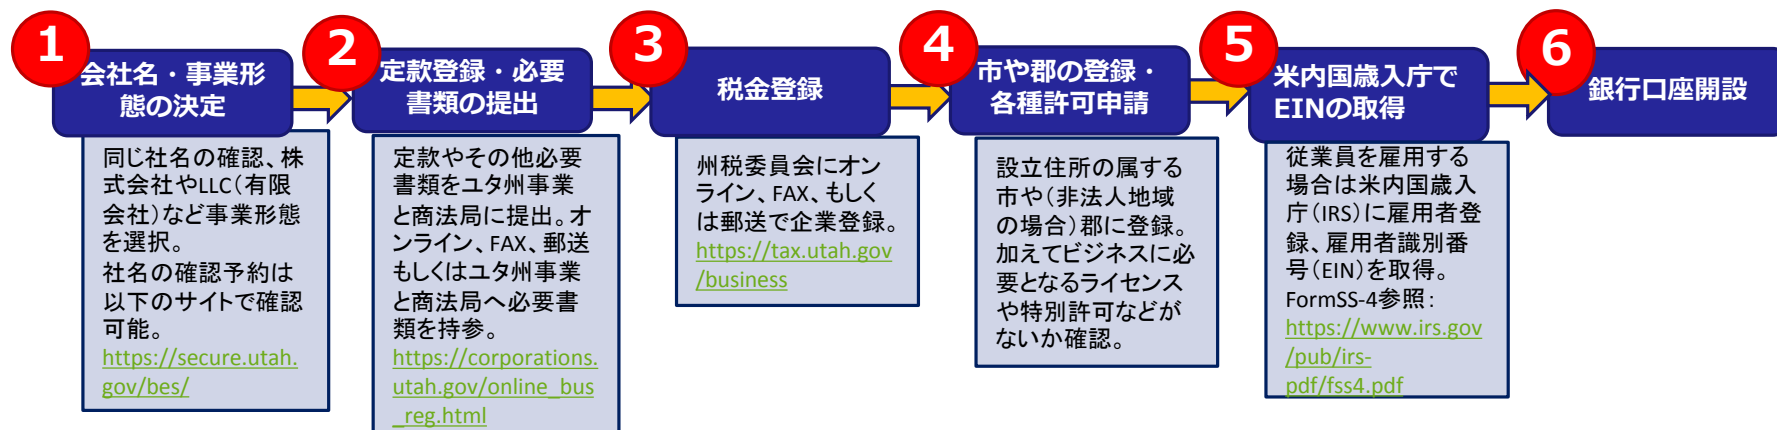 1
会社名・事業形
態の決定
同じ社名の確認、株
式会社やLLC（有限
会社）など事業形態
を選択。
社名の確認予約は
以下のサイトで確認
可能。
https://secure.utah.
gov/bes/
2
定款登録・必要
書類の提出
定款やその他必要
書類をユタ州事業
と商法局に提出。オ
ンライン、FAX、郵送
もしくはユタ州事業
と商法局へ必要書
類を持参。
https://corporations.
utah.gov/online_bus
_reg.html
3
税金登録
州税委員会にオン
ライン、FAX、もしく
は郵送で企業登録。
https://tax.utah.gov
/business
4
市や郡の登録・
各種許可申請
設立住所の属する
市や（非法人地域
の場合）郡に登録。
加えてビジネスに必
要となるライセンス
や特別許可などが
ないか確認。
5
米内国歳入庁で
EINの取得
従業員を雇用する
場合は米内国歳入
庁（IRS）に雇用者登
録、雇用者識別番
号（EIN）を取得。
FormSS-4参照：
https://www.irs.gov
/pub/irs-
pdf/fss4.pdf
6
銀行口座開設